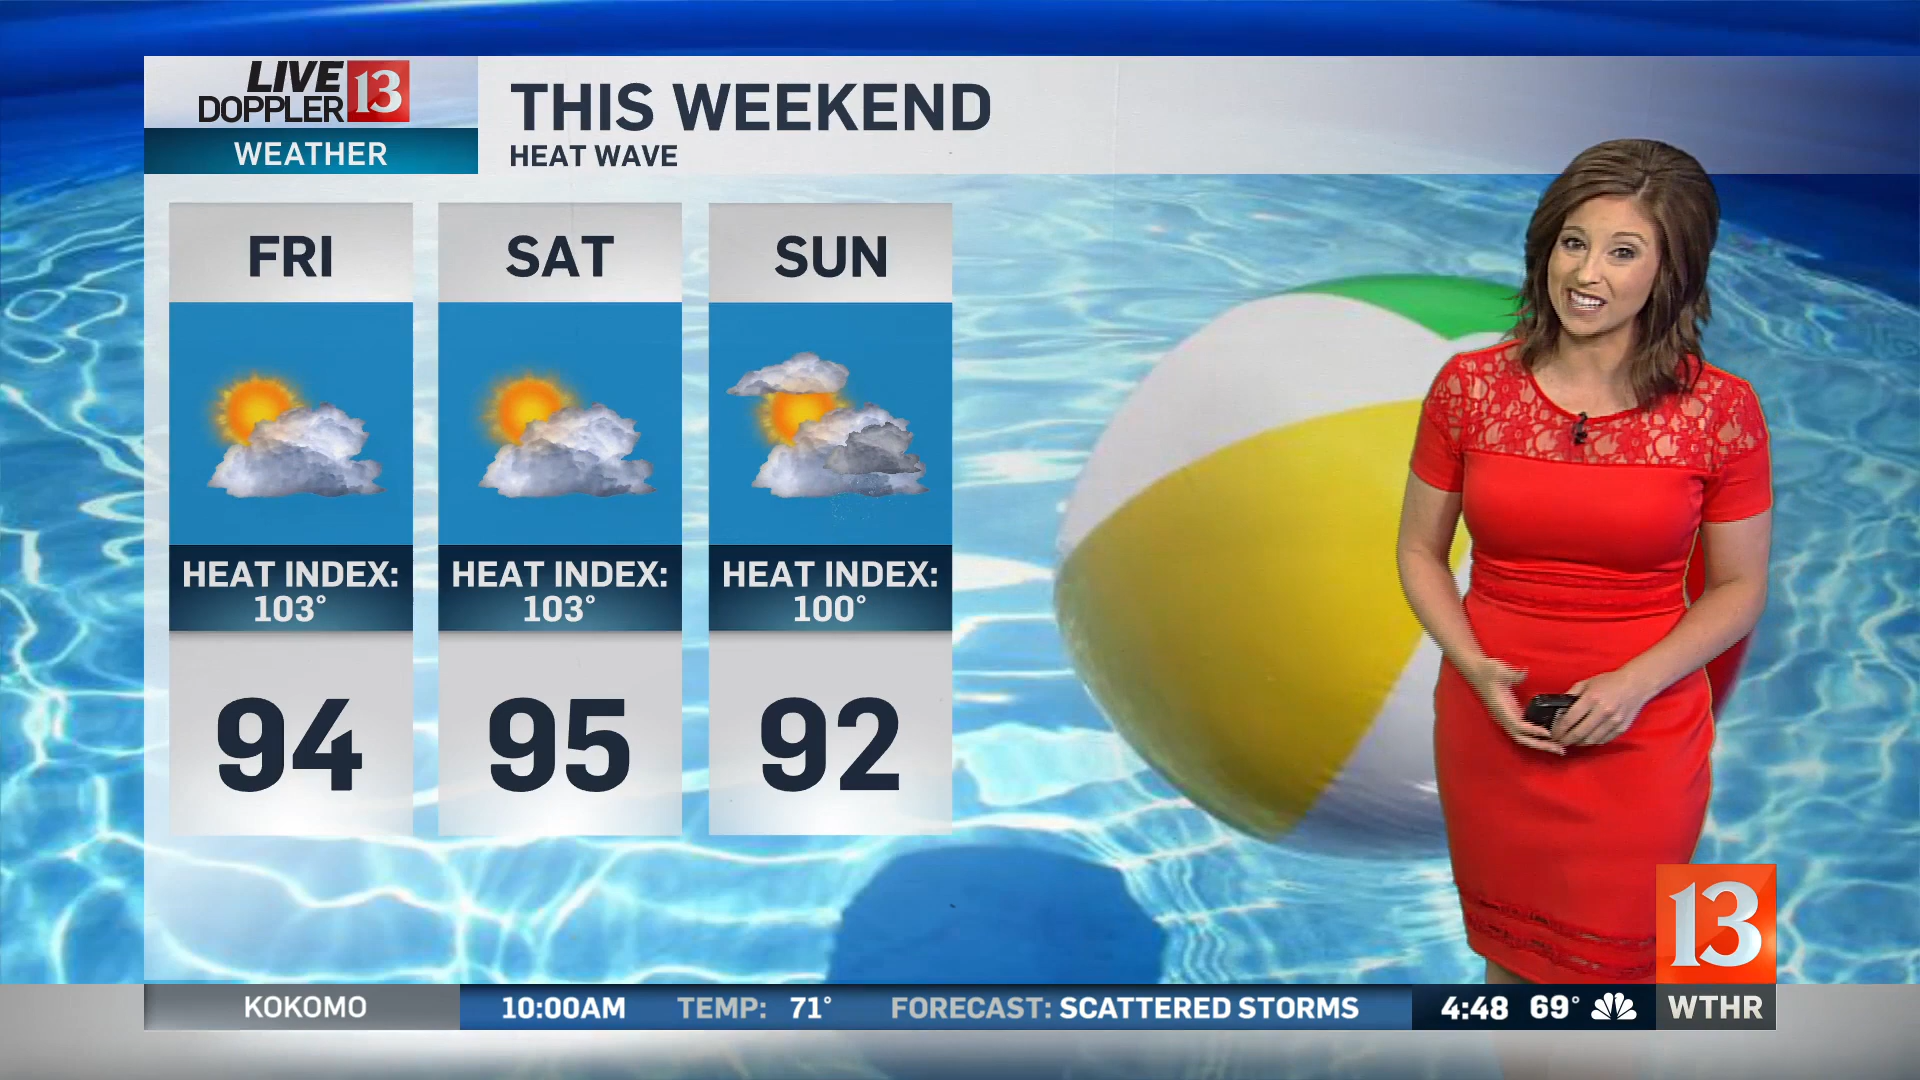 LIVE
DOPPLER 13
WEATHER
THIS WEEKEND
HEAT WAVE
FRI
SAT
SUN
HEAT INDEX:
103°
HEAT INDEX:
103°
HEAT INDEX:
100°
94
95
92
13
KOKOMO
10:00AM TEMP: 71° FORECAST: SCATTERED STORMS
4:48 69°
WTHR